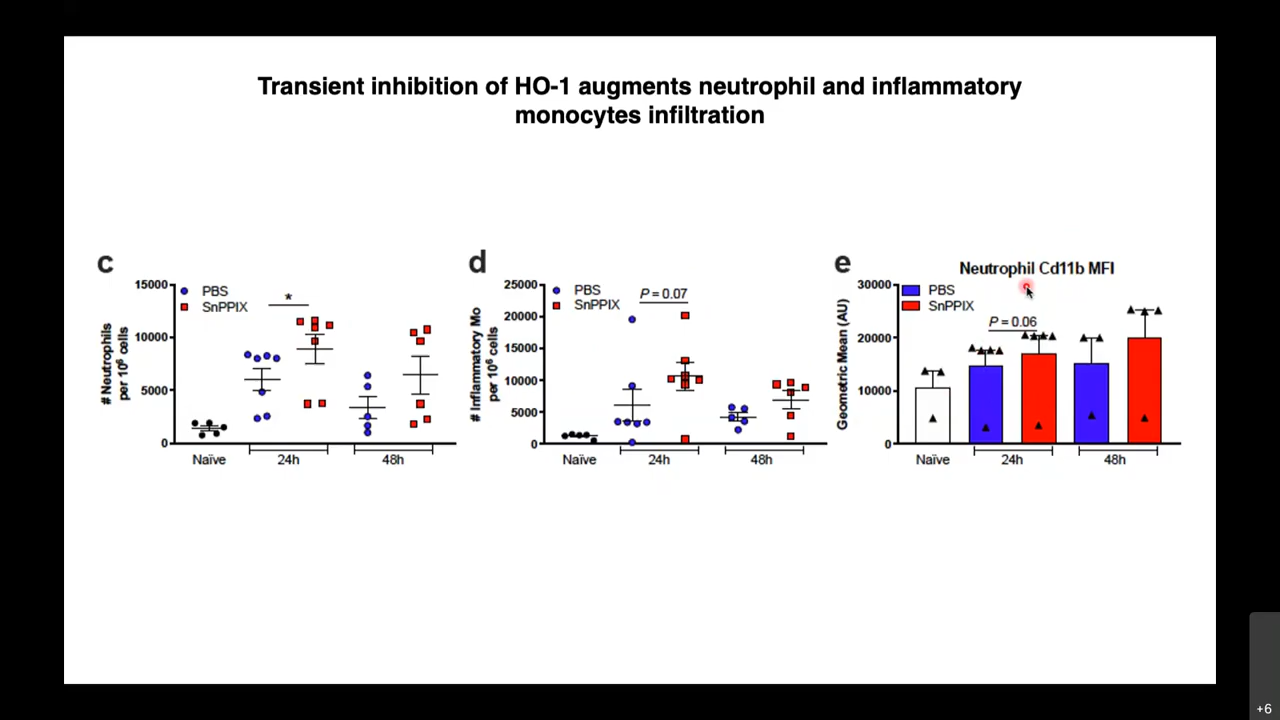 Transient inhibition of HO-1 augments neutrophil and inflammatory
monocytes infiltration
c
15000
10000
5000
0
# Neutrophils
per 10⁶ cells
PBS
SnPPIX
*
Naïve
24h
48h
d
25000
20000
15000
10000
5000
0
# Inflammatory Mo
per 10⁶ cells
PBS
SnPPIX
P = 0.07
Naïve
24h
48h
e
Neutrophil Cd11b MFI
30000
20000
10000
0
Geometric Mean (AU)
PBS
SnPPIX
P = 0.06
Naïve
24h
48h
+6